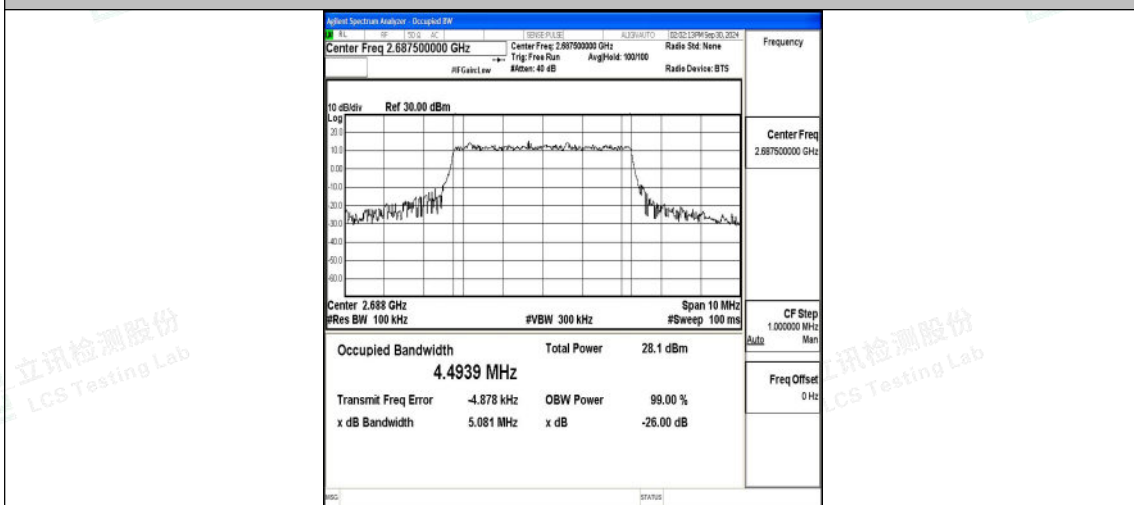 Agilent Spectrum Analyzer - Occupied BW
RL RF 50 Ω AC SENSE:PULSE ALIGNAUTO 02:02:13PM Sep 30, 2024
Center Freq 2.687500000 GHz
Center Freq: 2.687500000 GHz
Radio Std: None
Trig: Free Run Avg|Hold: 100/100
#IFGain:Low
#Atten: 40 dB
Radio Device: BTS
Frequency
10 dB/div Ref 30.00 dBm
Log
20.0
10.0
0.00
-10.0
-20.0
-30.0
-40.0
-50.0
-60.0
Center Freq
2.687500000 GHz
Center 2.688 GHz Span 10 MHz
#Res BW 100 kHz #VBW 300 kHz #Sweep 100 ms
CF Step
1.000000 MHz
Auto Man
Occupied Bandwidth Total Power 28.1 dBm
4.4939 MHz
Transmit Freq Error -4.878 kHz OBW Power 99.00 %
x dB Bandwidth 5.081 MHz x dB -26.00 dB
Freq Offset
0 Hz
MSG STATUS
立讯检测股份
LCS Testing Lab
立讯检测股份
LCS Testing Lab